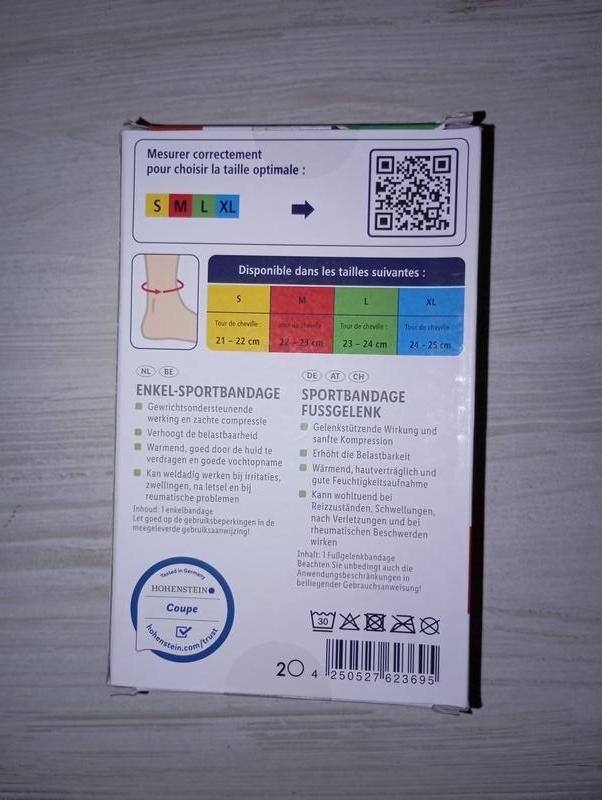 Mesurer correctement
pour choisir la taille optimale :
S M L XL
Disponible dans les tailles suivantes :
S M L XL
Tour de cheville : Tour de cheville : Tour de cheville : Tour de cheville :
21 – 22 cm 22 – 23 cm 23 – 24 cm 24 – 25 cm
NL BE
ENKEL-SPORTBANDAGE
Gewrichtsondersteunende
werking en zachte compressie
Verhoogt de belastbaarheid
Warmend, goed door de huid te
verdragen en goede vochtopname
Kan weldadig werken bij irritaties,
zwellingen, na letsel en bij
reumatische problemen
Inhoud: 1 enkelbandage
Let goed op de gebruiksbeperkingen in de
meegeleverde gebruiksaanwijzing!
DE AT CH
SPORTBANDAGE
FUSSGELENK
Gelenkstützende Wirkung und
sanfte Kompression
Erhöht die Belastbarkeit
Wärmend, hautverträglich und
gute Feuchtigkeitsaufnahme
Kann wohltuend bei
Reizzuständen, Schwellungen,
nach Verletzungen und bei
rheumatischen Beschwerden
wirken
Inhalt: 1 Fußgelenkbandage
Beachten Sie unbedingt auch die
Anwendungsbeschränkungen in
beiliegender Gebrauchsanweisung!
Tested in Germany
HOHENSTEIN
Coupe
hohenstein.com/trust
30
2
4 250527 623695